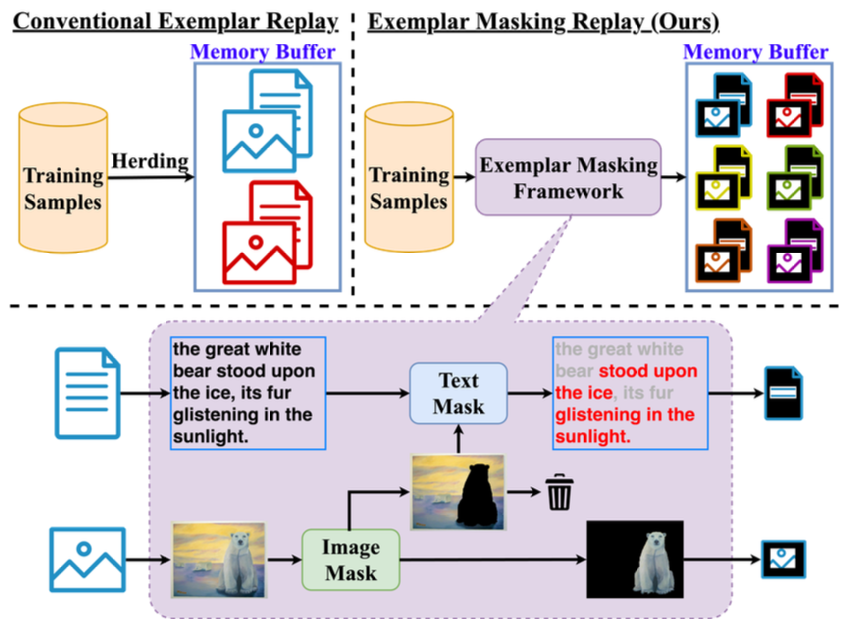 Conventional Exemplar Replay
Exemplar Masking Replay (Ours)
Memory Buffer
Training
Samples
Herding
Memory Buffer
Training
Samples
Exemplar Masking
Framework
the great white
bear stood upon
the ice, its fur
glistening in the
sunlight.
Text
Mask
the great white
bear stood upon
the ice, its fur
glistening in the
sunlight.
Image
Mask